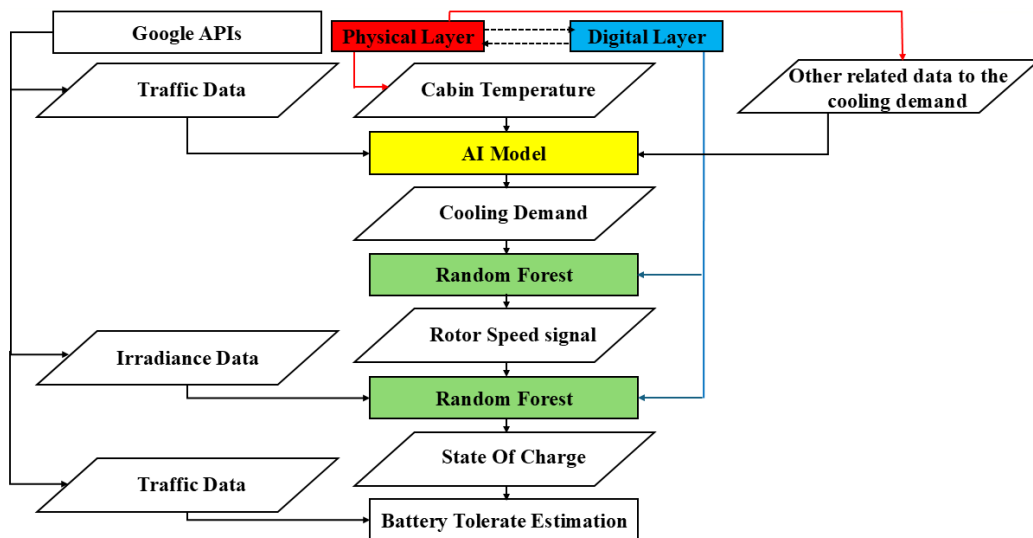 Google APIs
Physical Layer
Digital Layer
Traffic Data
Cabin Temperature
Other related data to the
cooling demand
AI Model
Cooling Demand
Random Forest
Rotor Speed signal
Irradiance Data
Random Forest
State Of Charge
Traffic Data
Battery Tolerate Estimation